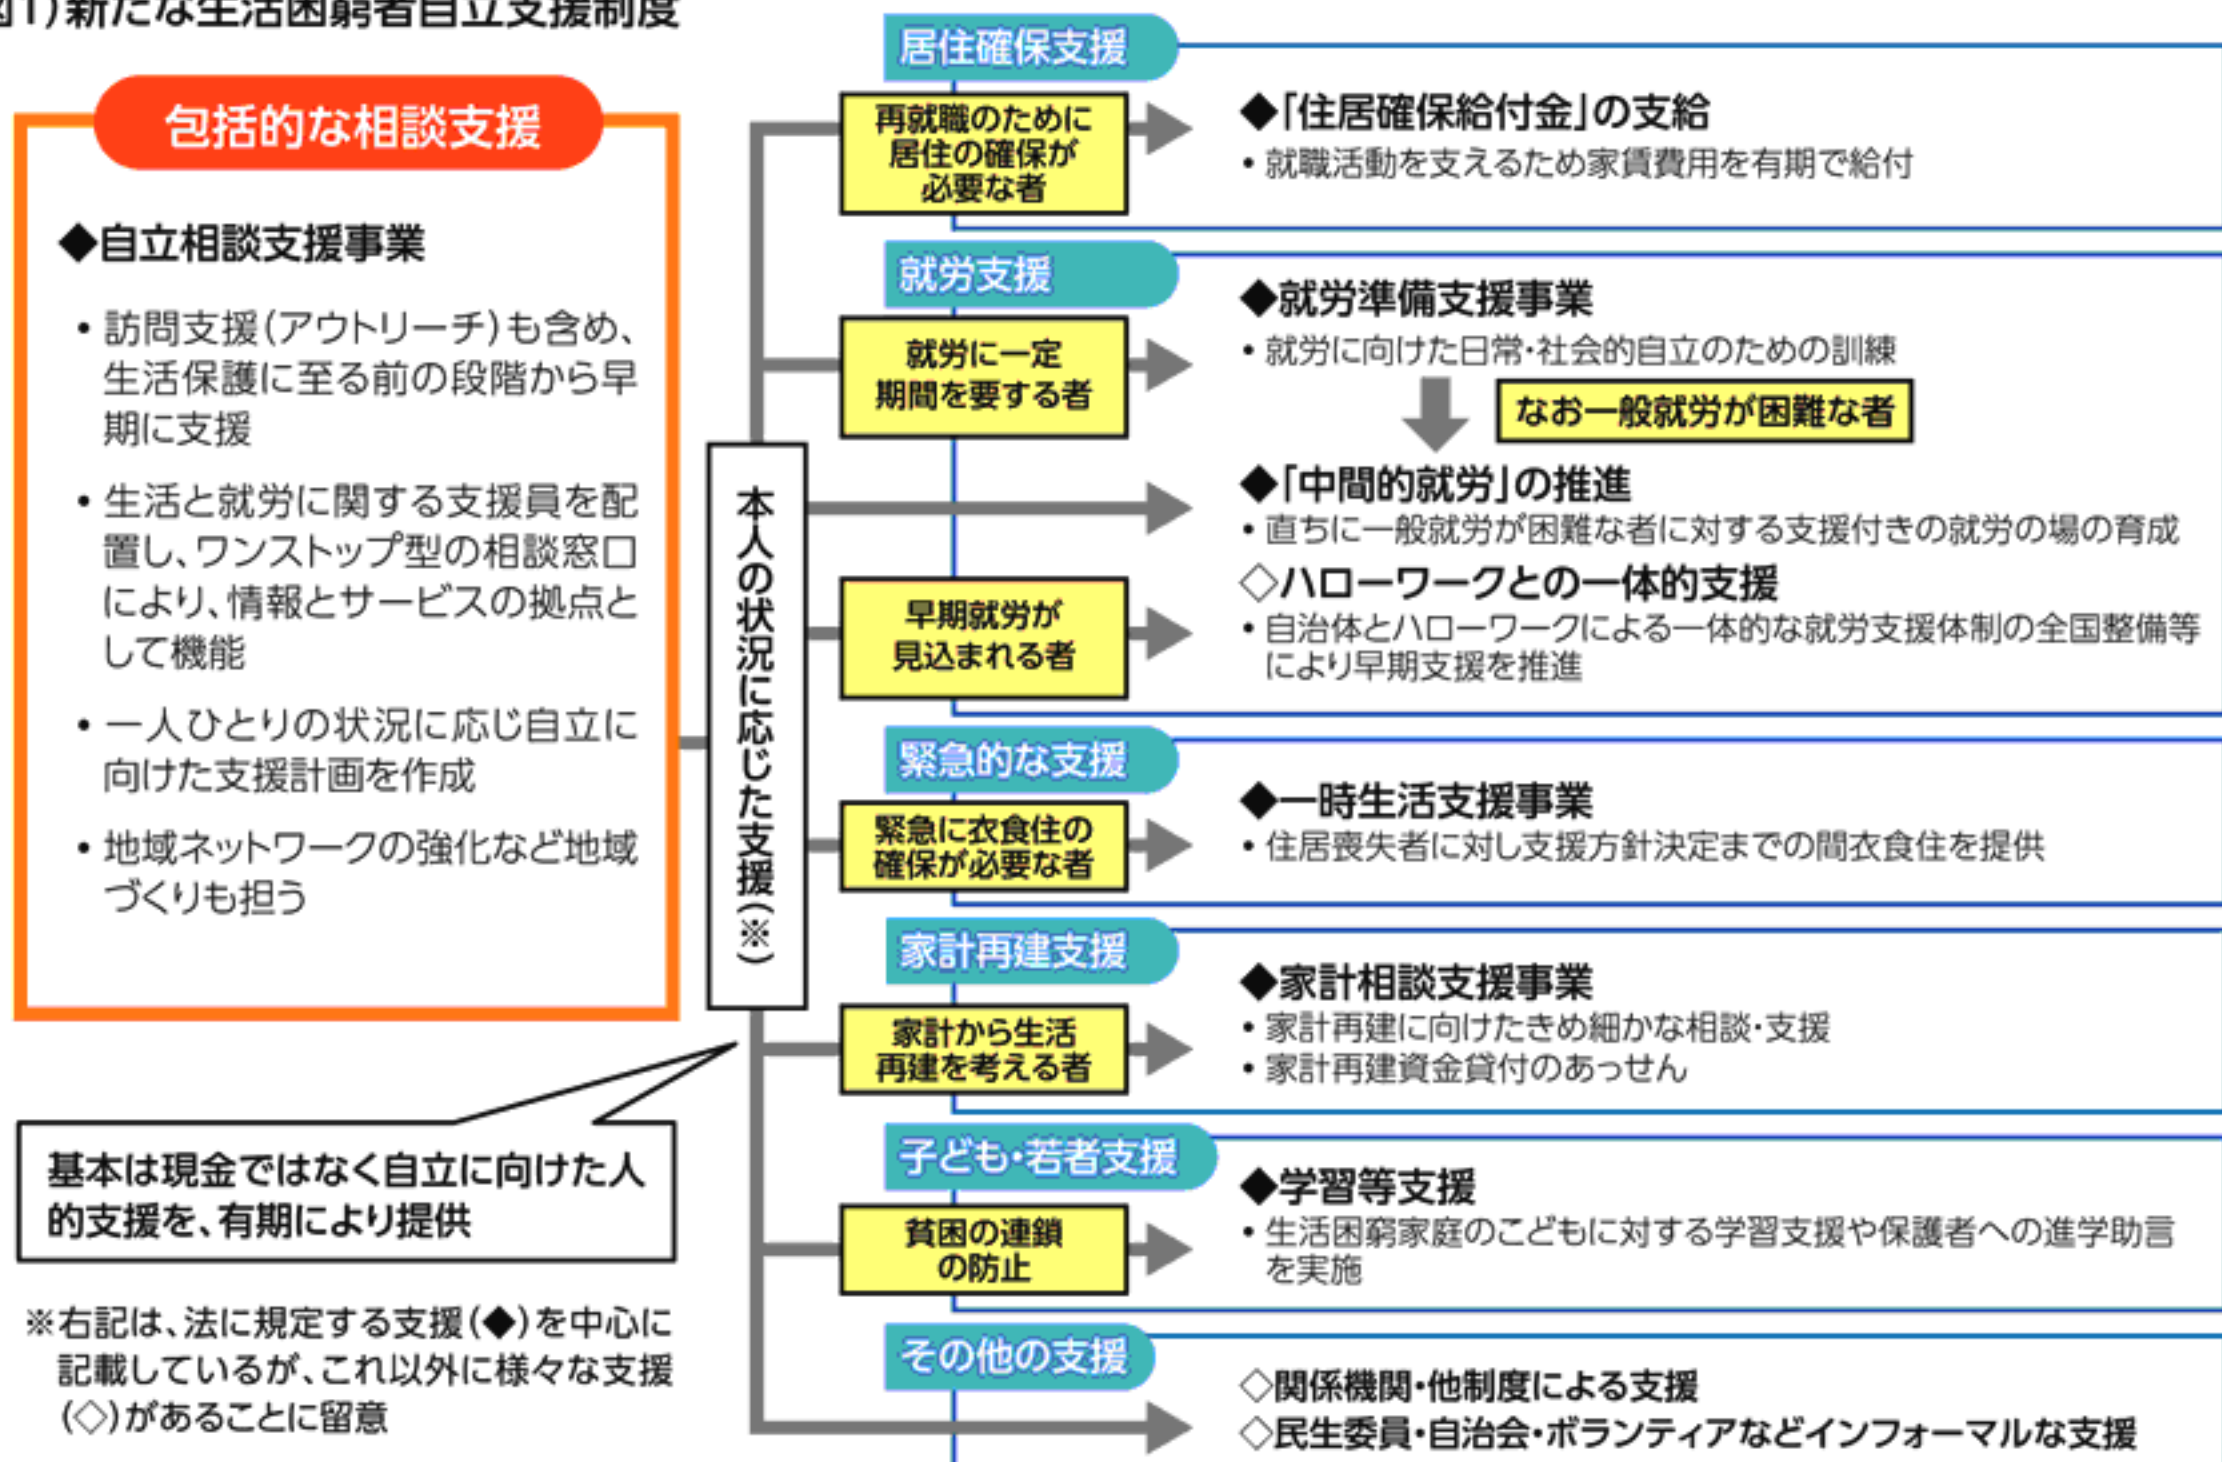 図1)新たな生活困窮者自立支援制度
包括的な相談支援
◆自立相談支援事業
・訪問支援(アウトリーチ)も含め、
生活保護に至る前の段階から早
期に支援
・生活と就労に関する支援員を配
置し、ワンストップ型の相談窓口
により、情報とサービスの拠点と
して機能
・一人ひとりの状況に応じ自立に
向けた支援計画を作成
・地域ネットワークの強化など地域
づくりも担う
基本は現金ではなく自立に向けた人
的支援を、有期により提供
※右記は、法に規定する支援(◆)を中心に
記載しているが、これ以外に様々な支援
(◇)があることに留意
本人の状況に応じた支援(※)
居住確保支援
再就職のために
居住の確保が
必要な者
◆「住居確保給付金」の支給
・就職活動を支えるため家賃費用を有期で給付
就労支援
就労に一定
期間を要する者
◆就労準備支援事業
・就労に向けた日常・社会的自立のための訓練
なお一般就労が困難な者
◆「中間的就労」の推進
・直ちに一般就労が困難な者に対する支援付きの就労の場の育成
早期就労が
見込まれる者
◇ハローワークとの一体的支援
・自治体とハローワークによる一体的な就労支援体制の全国整備等
により早期支援を推進
緊急的な支援
緊急に衣食住の
確保が必要な者
◆一時生活支援事業
・住居喪失者に対し支援方針決定までの間衣食住を提供
家計再建支援
家計から生活
再建を考える者
◆家計相談支援事業
・家計再建に向けたきめ細かな相談・支援
・家計再建資金貸付のあっせん
子ども・若者支援
貧困の連鎖
の防止
◆学習等支援
・生活困窮家庭のこどもに対する学習支援や保護者への進学助言
を実施
その他の支援
◇関係機関・他制度による支援
◇民生委員・自治会・ボランティアなどインフォーマルな支援